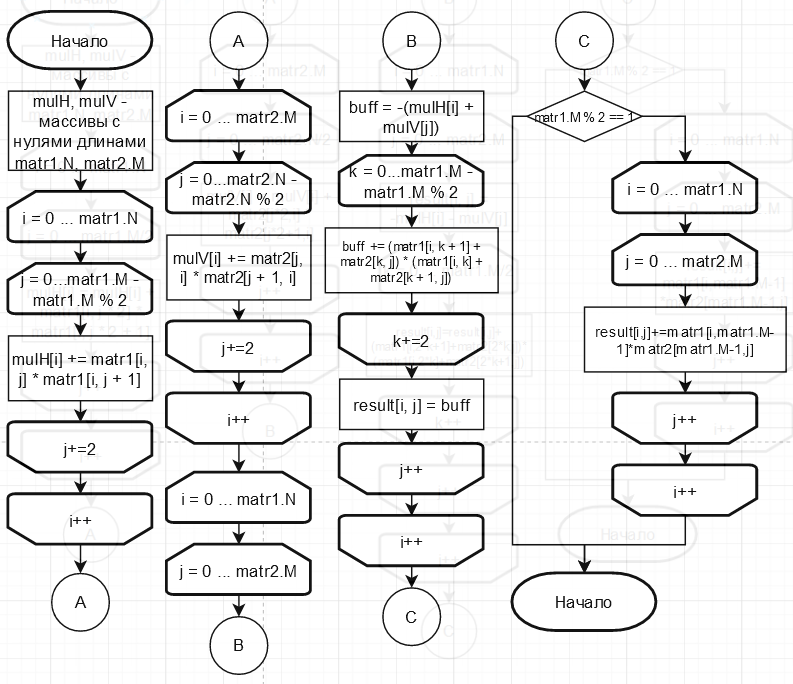 Начало
mulH, mulV -
массивы с
нулями длинами
matr1.N, matr2.M
i = 0 ... matr1.N
j = 0...matr1.M -
matr1.M % 2
mulH[i] += matr1[i,
j] * matr1[i, j + 1]
j+=2
i++
A
A
i = 0 ... matr2.M
j = 0...matr2.N -
matr2.N % 2
mulV[i] += matr2[j,
i] * matr2[j + 1, i]
j+=2
i++
i = 0 ... matr1.N
j = 0 ... matr2.M
B
B
buff = -(mulH[i] +
mulV[j])
k = 0...matr1.M -
matr1.M % 2
buff += (matr1[i, k + 1] +
matr2[k, j]) * (matr1[i, k] +
matr2[k + 1, j])
k+=2
result[i, j] = buff
j++
i++
C
C
matr1.M % 2 == 1
i = 0 ... matr1.N
j = 0 ... matr2.M
result[i,j]+=matr1[i,matr1.M-
1]*matr2[matr1.M-1,j]
j++
i++
Начало